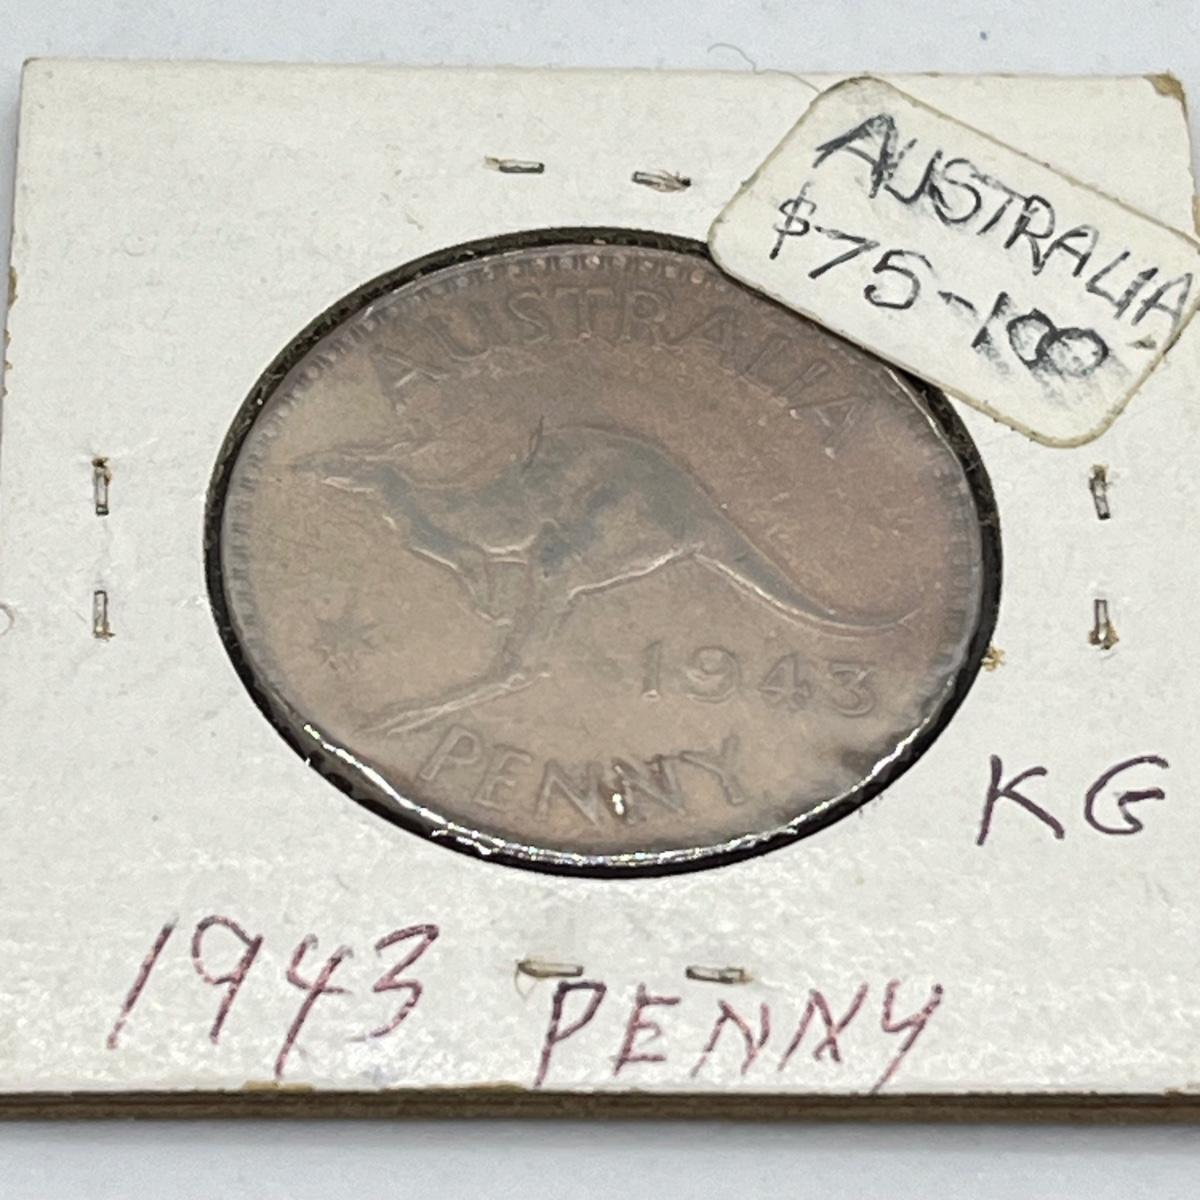 AUSTRALIA
$75-100
AUSTRALIA
1943
PENNY
KG
1943 PENNY